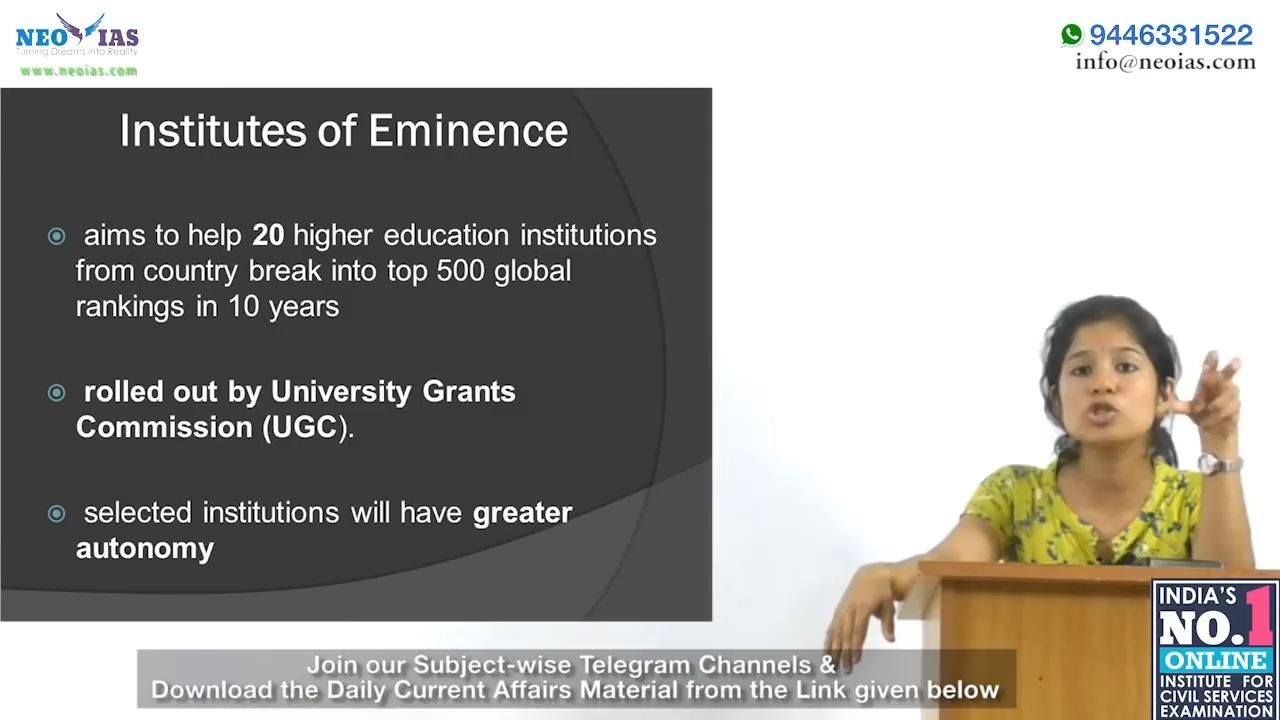 NEO IAS
Turning Dreams into Reality
www.neoias.com
9446331522
info@neoias.com
Institutes of Eminence
aims to help 20 higher education institutions
from country break into top 500 global
rankings in 10 years
rolled out by University Grants
Commission (UGC).
selected institutions will have greater
autonomy
INDIA'S
NO.1
ONLINE
INSTITUTE FOR
CIVIL SERVICES
EXAMINATION
Join our Subject-wise Telegram Channels &
Download the Daily Current Affairs Material from the Link given below